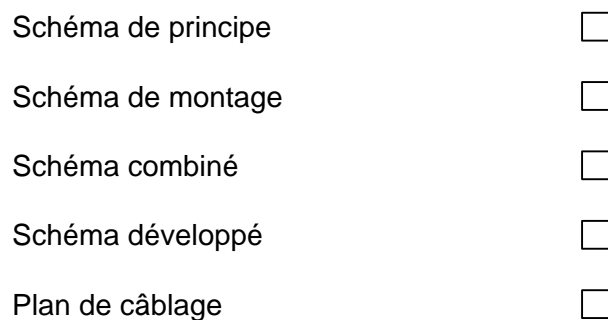 Schéma de principe
Schéma de montage
Schéma combiné
Schéma développé
Plan de câblage